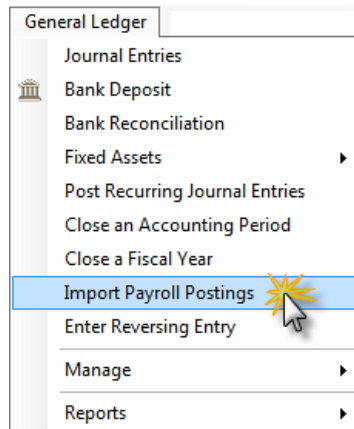 General Ledger
Journal Entries
Bank Deposit
Bank Reconciliation
Fixed Assets
Post Recurring Journal Entries
Close an Accounting Period
Close a Fiscal Year
Import Payroll Postings
Enter Reversing Entry
Manage
Reports